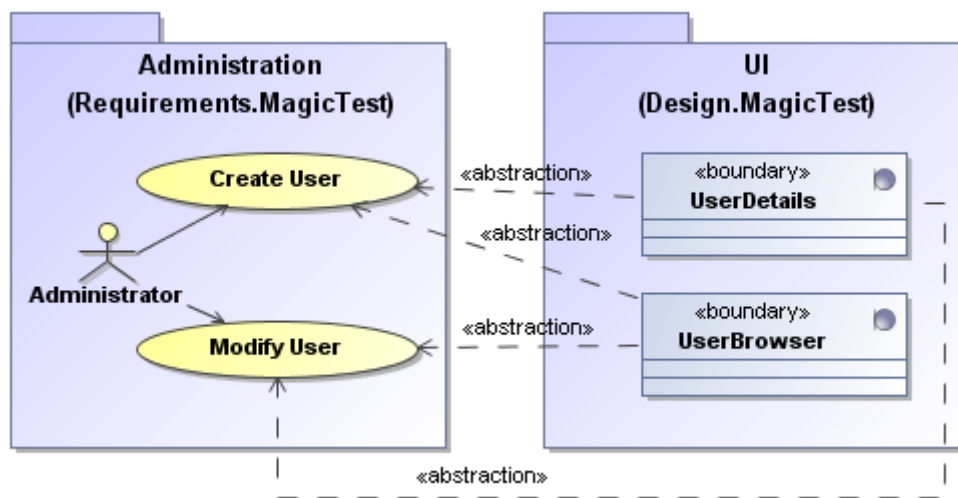 Administration
(Requirements.MagicTest)
UI
(Design.MagicTest)
Create User
«abstraction»
«boundary»
UserDetails
«abstraction»
Administrator
Modify User
«abstraction»
«boundary»
UserBrowser
«abstraction»